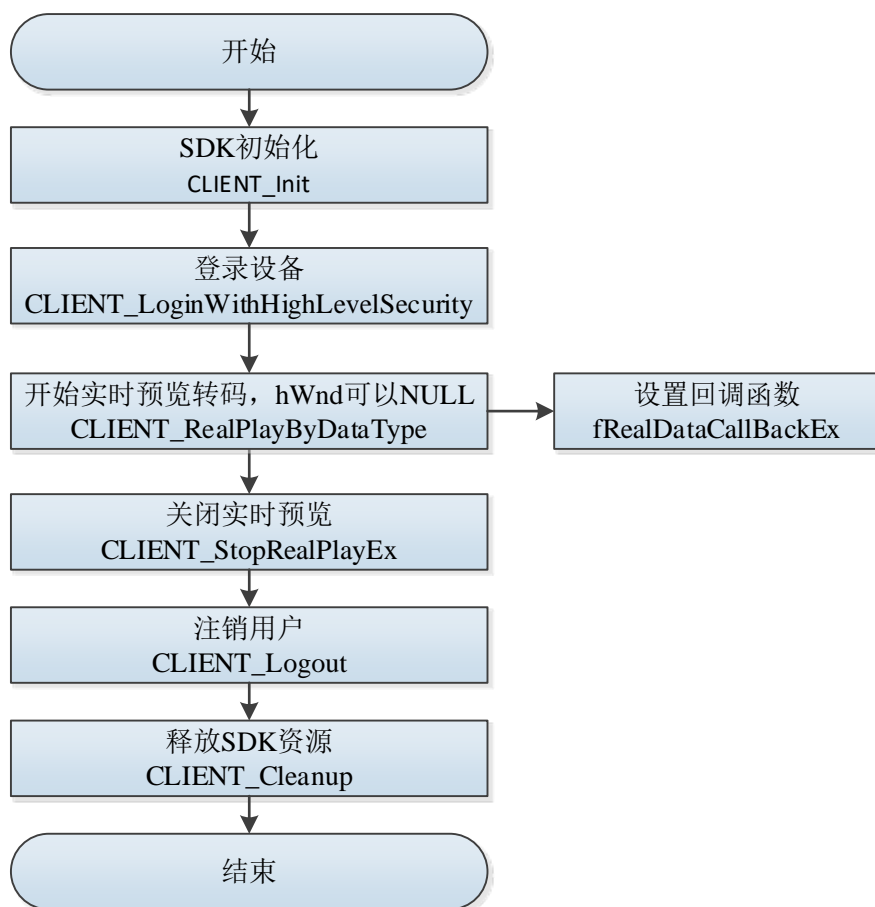 开始
SDK初始化
CLIENT_Init
登录设备
CLIENT_LoginWithHighLevelSecurity
开始实时预览转码，hWnd可以NULL
CLIENT_RealPlayByDataType
设置回调函数
fRealDataCallBackEx
关闭实时预览
CLIENT_StopRealPlayEx
注销用户
CLIENT_Logout
释放SDK资源
CLIENT_Cleanup
结束